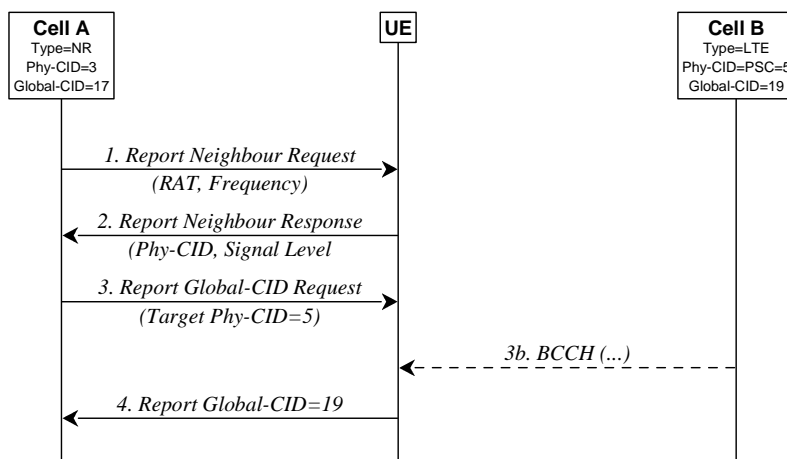 Cell A
Type=NR
Phy-CID=3
Global-CID=17
UE
Cell B
Type=LTE
Phy-CID=PSC=5
Global-CID=19
1. Report Neighbour Request
(RAT, Frequency)
2. Report Neighbour Response
(Phy-CID, Signal Level
3. Report Global-CID Request
(Target Phy-CID=5)
3b. BCCH (...)
4. Report Global-CID=19